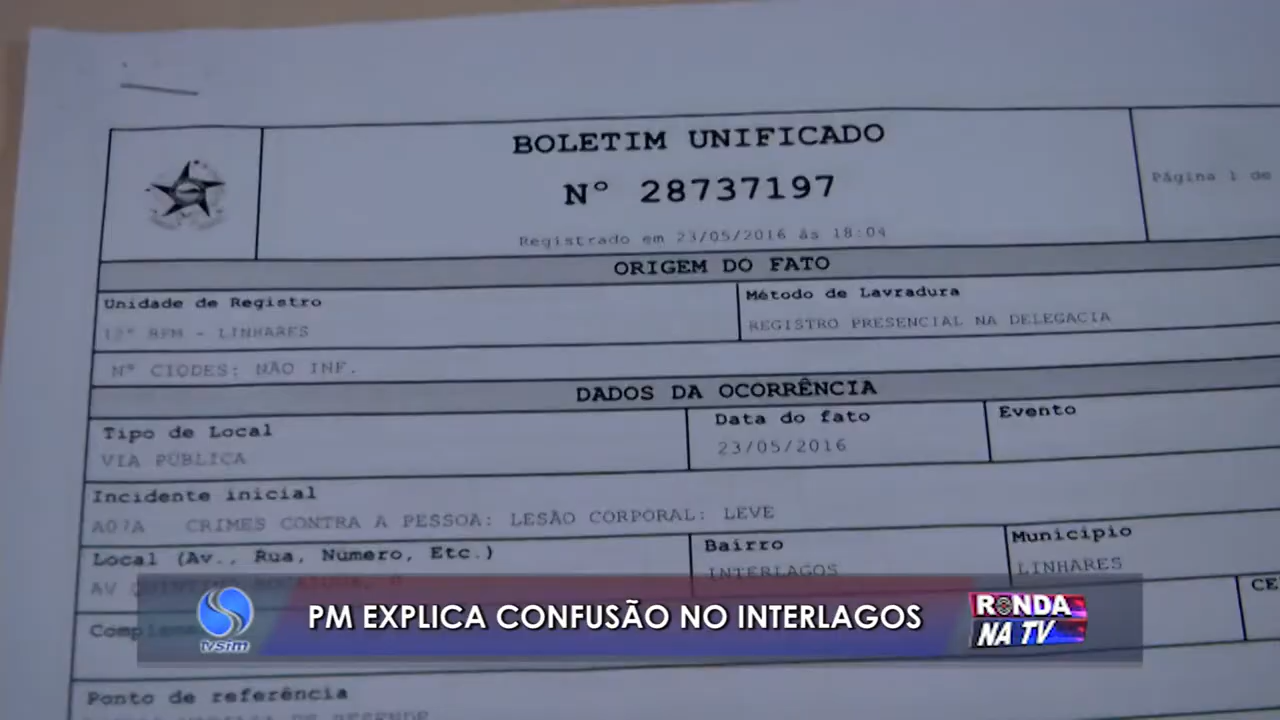 BOLETIM UNIFICADO
Nº 28737197
Página 1 de
Registrado em 23/05/2016 às 18:04
ORIGEM DO FATO
Unidade de Registro
Método de Lavradura
12º BPM - LINHARES
REGISTRO PRESENCIAL NA DELEGACIA
Nº CIODES: NÃO INF.
DADOS DA OCORRÊNCIA
Tipo de Local
Data do fato
Evento
VIA PÚBLICA
23/05/2016
Incidente inicial
A07A CRIMES CONTRA A PESSOA: LESÃO CORPORAL: LEVE
Local (Av., Rua, Número, Etc.)
Bairro
Município
AV
INTERLAGOS
LINHARES
CE
PM EXPLICA CONFUSÃO NO INTERLAGOS
tvsim
RONDA
NA TV
Ponto de referência